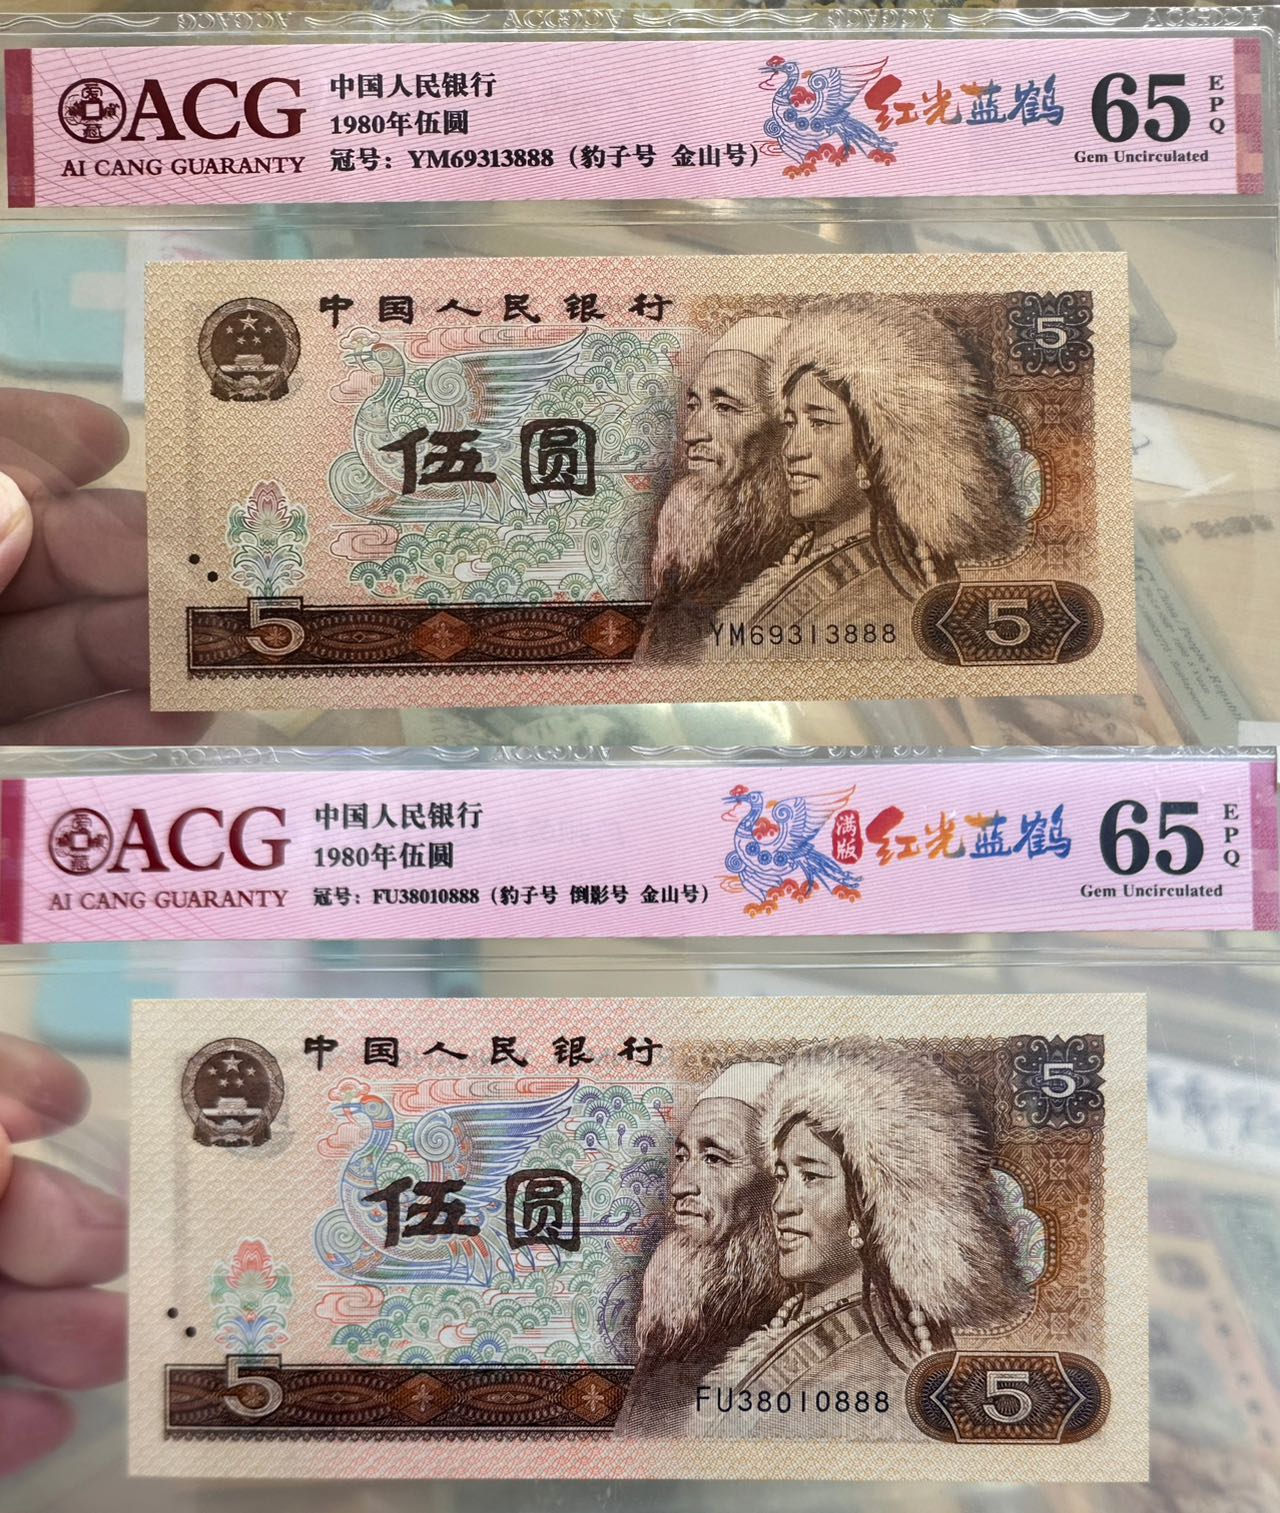 ACG
AI CANG GUARANTY
中国人民银行
1980年伍圆
冠号：YM69313888（豹子号 金山号）
红光蓝鹤
65
EPQ
Gem Uncirculated
中国人民银行
5
伍圆
5
YM69313888
5
ACG
AI CANG GUARANTY
中国人民银行
1980年伍圆
冠号：FU38010888（豹子号 倒影号 金山号）
满版
红光蓝鹤
65
EPQ
Gem Uncirculated
中国人民银行
5
伍圆
5
FU38010888
5